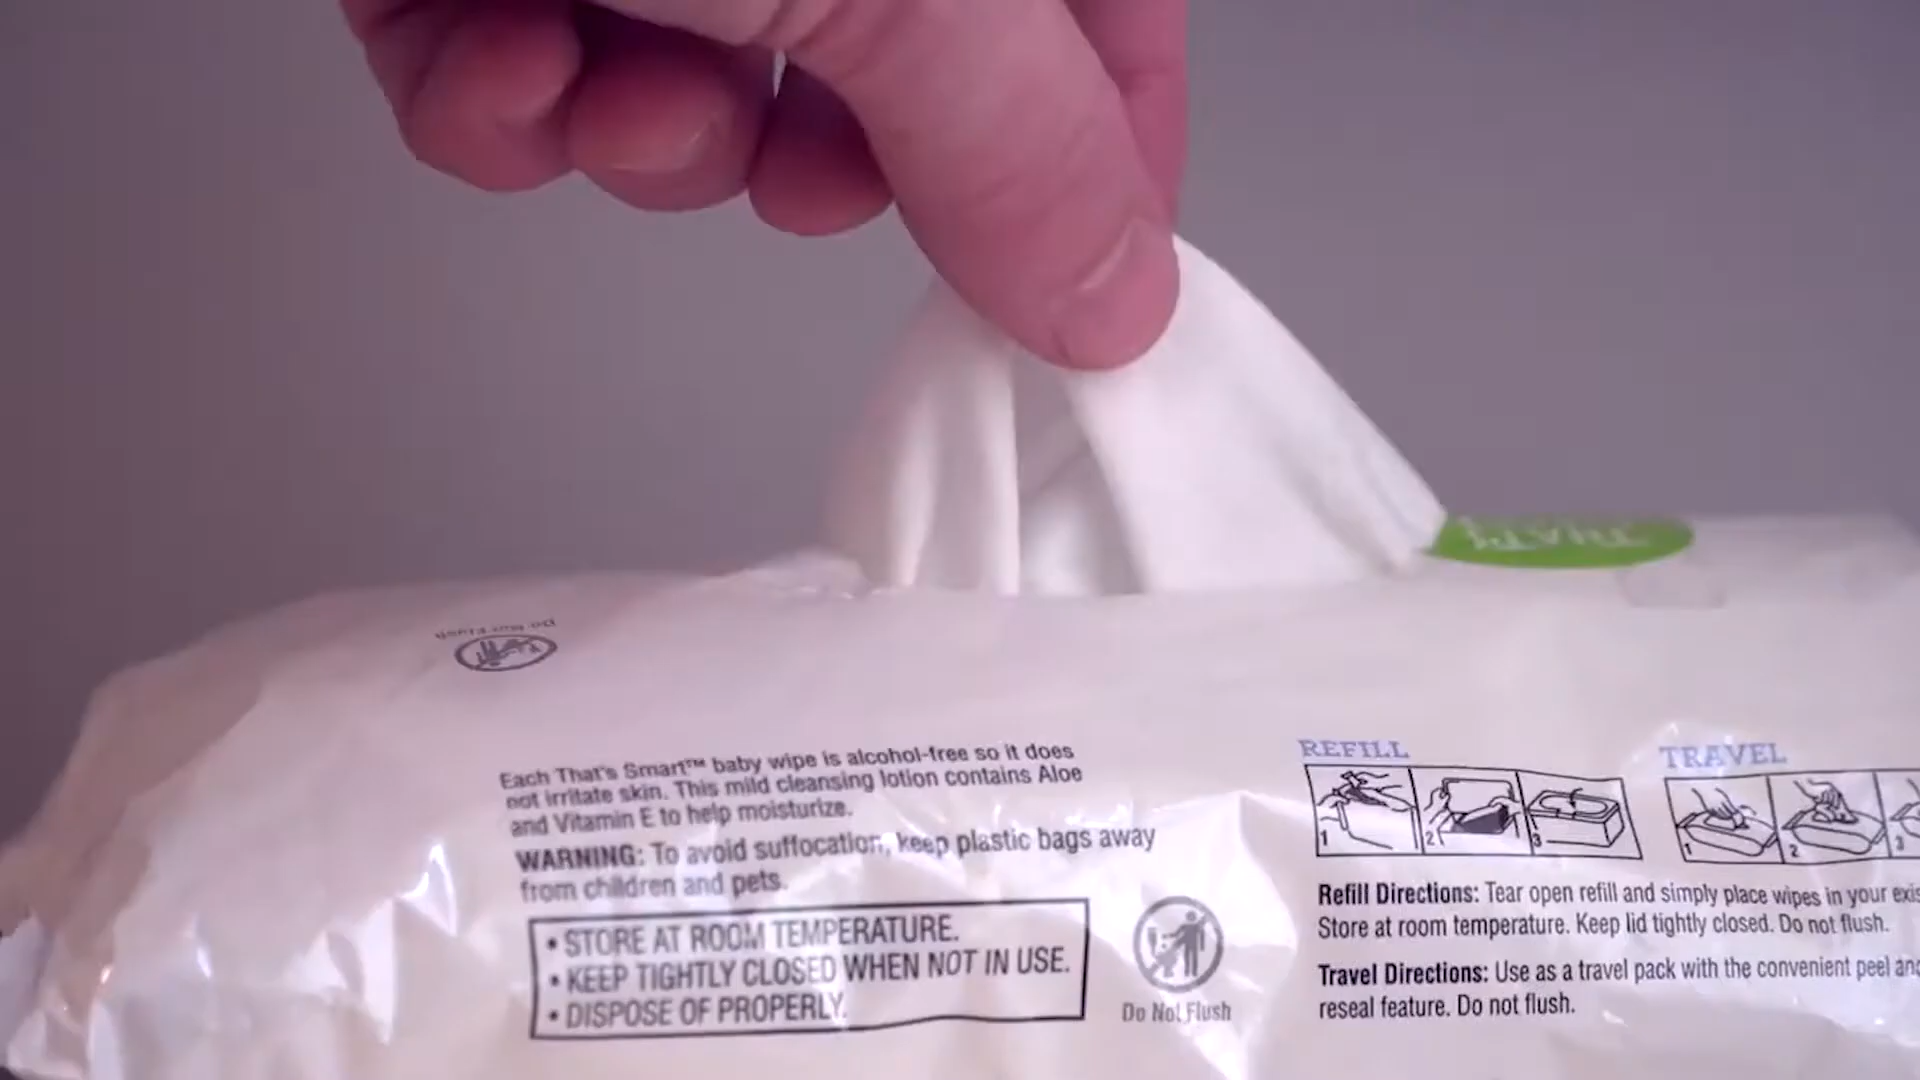 Do Not Flush
Each That's Smart™ baby wipe is alcohol-free so it does
not irritate skin. This mild cleansing lotion contains Aloe
and Vitamin E to help moisturize.
WARNING: To avoid suffocation, keep plastic bags away
from children and pets.
• STORE AT ROOM TEMPERATURE.
• KEEP TIGHTLY CLOSED WHEN NOT IN USE.
• DISPOSE OF PROPERLY.
Do Not Flush
REFILL
1 2 3
Refill Directions: Tear open refill and simply place wipes in your exis
Store at room temperature. Keep lid tightly closed. Do not flush.
Travel Directions: Use as a travel pack with the convenient peel and
reseal feature. Do not flush.
TRAVEL
1 2 3